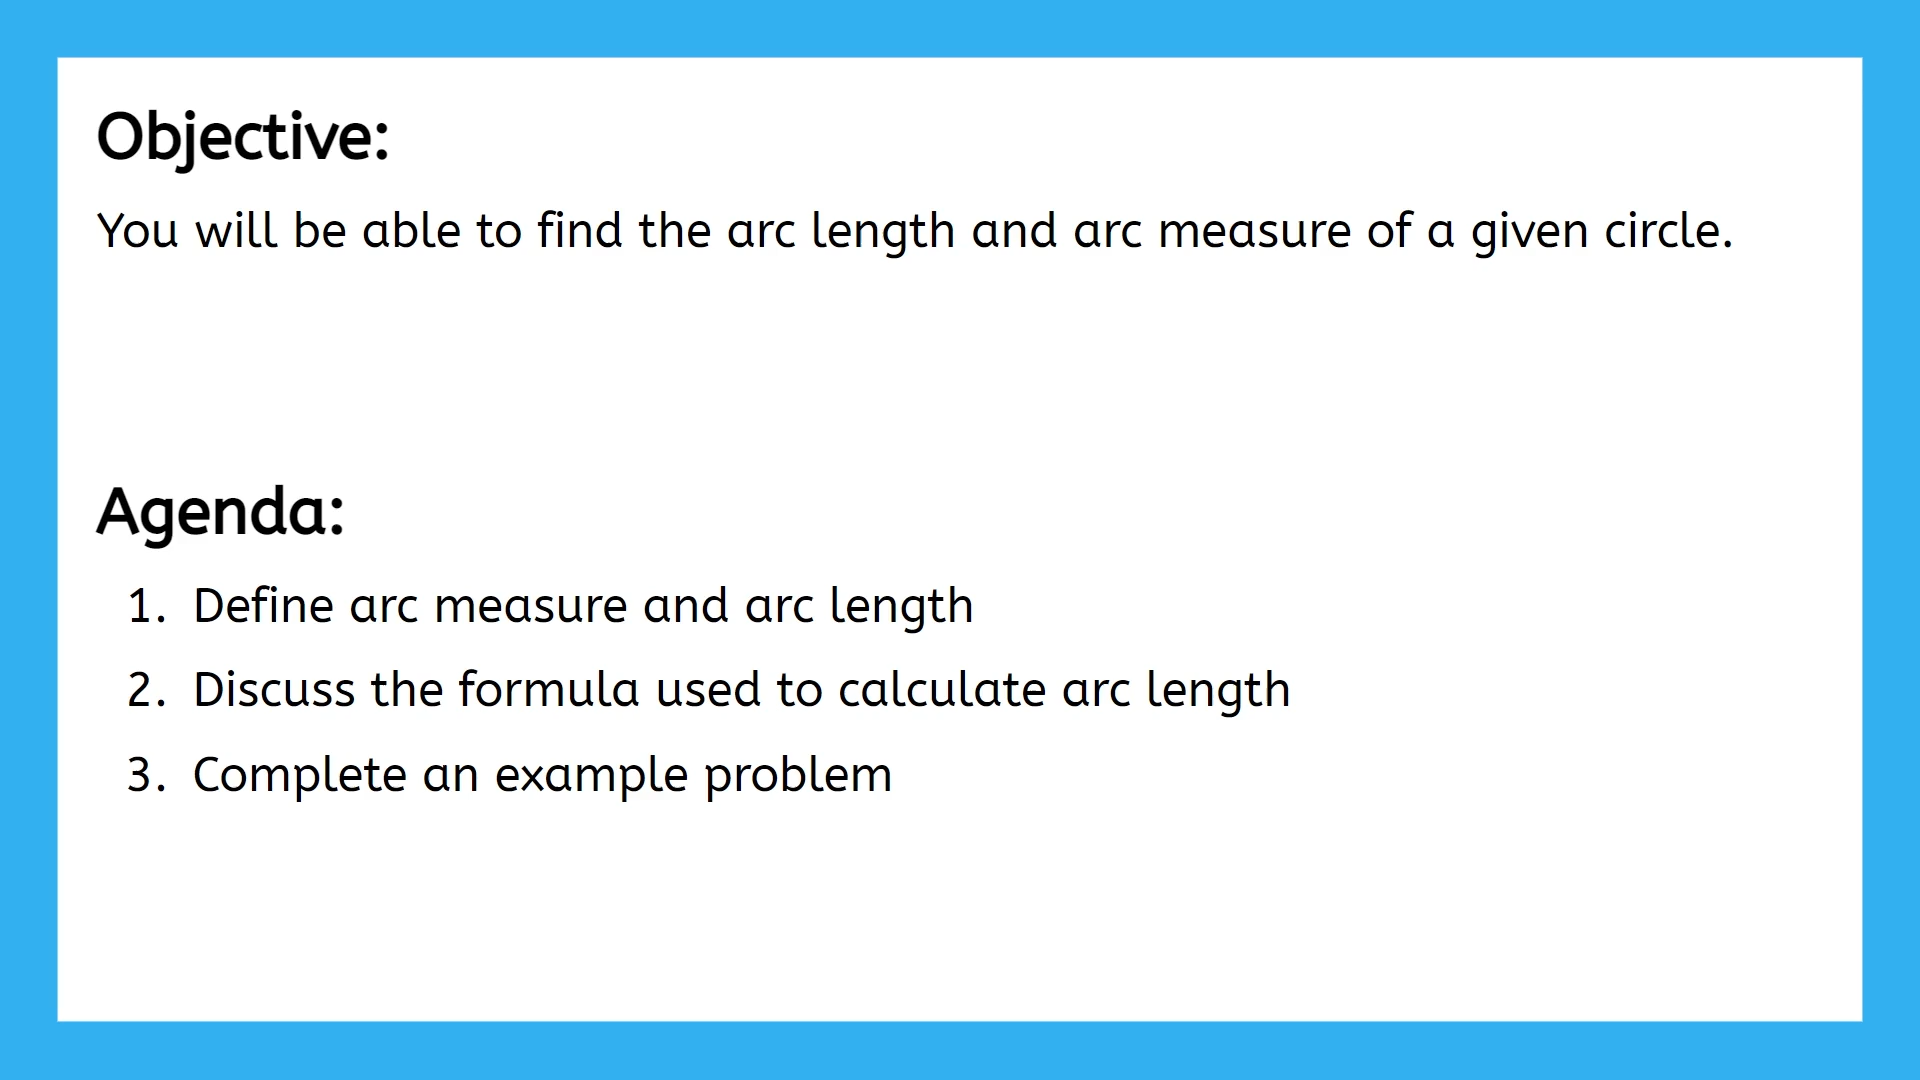 Objective:
You will be able to find the arc length and arc measure of a given circle.
Agenda:
1. Define arc measure and arc length
2. Discuss the formula used to calculate arc length
3. Complete an example problem